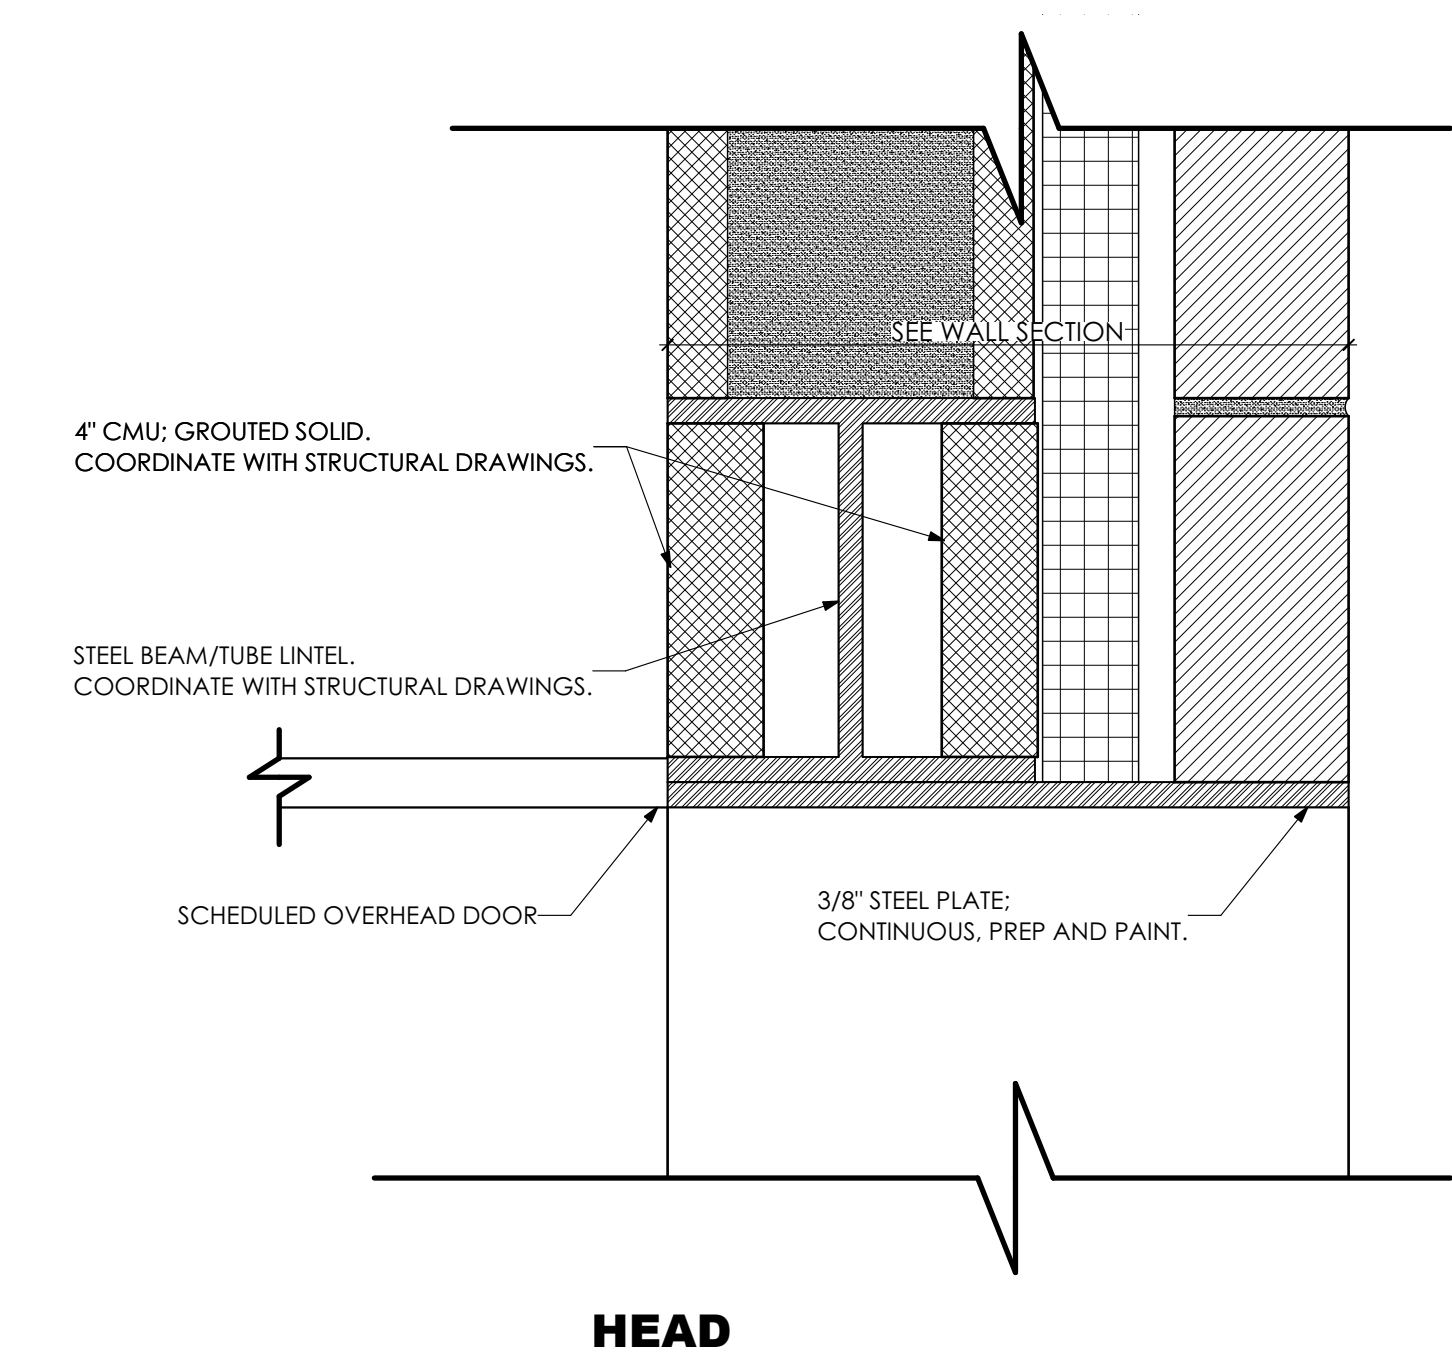 SEE WALL SECTION
4" CMU; GROUTED SOLID.
COORDINATE WITH STRUCTURAL DRAWINGS.
STEEL BEAM/TUBE LINTEL.
COORDINATE WITH STRUCTURAL DRAWINGS.
SCHEDULED OVERHEAD DOOR
3/8" STEEL PLATE;
CONTINUOUS, PREP AND PAINT.
HEAD